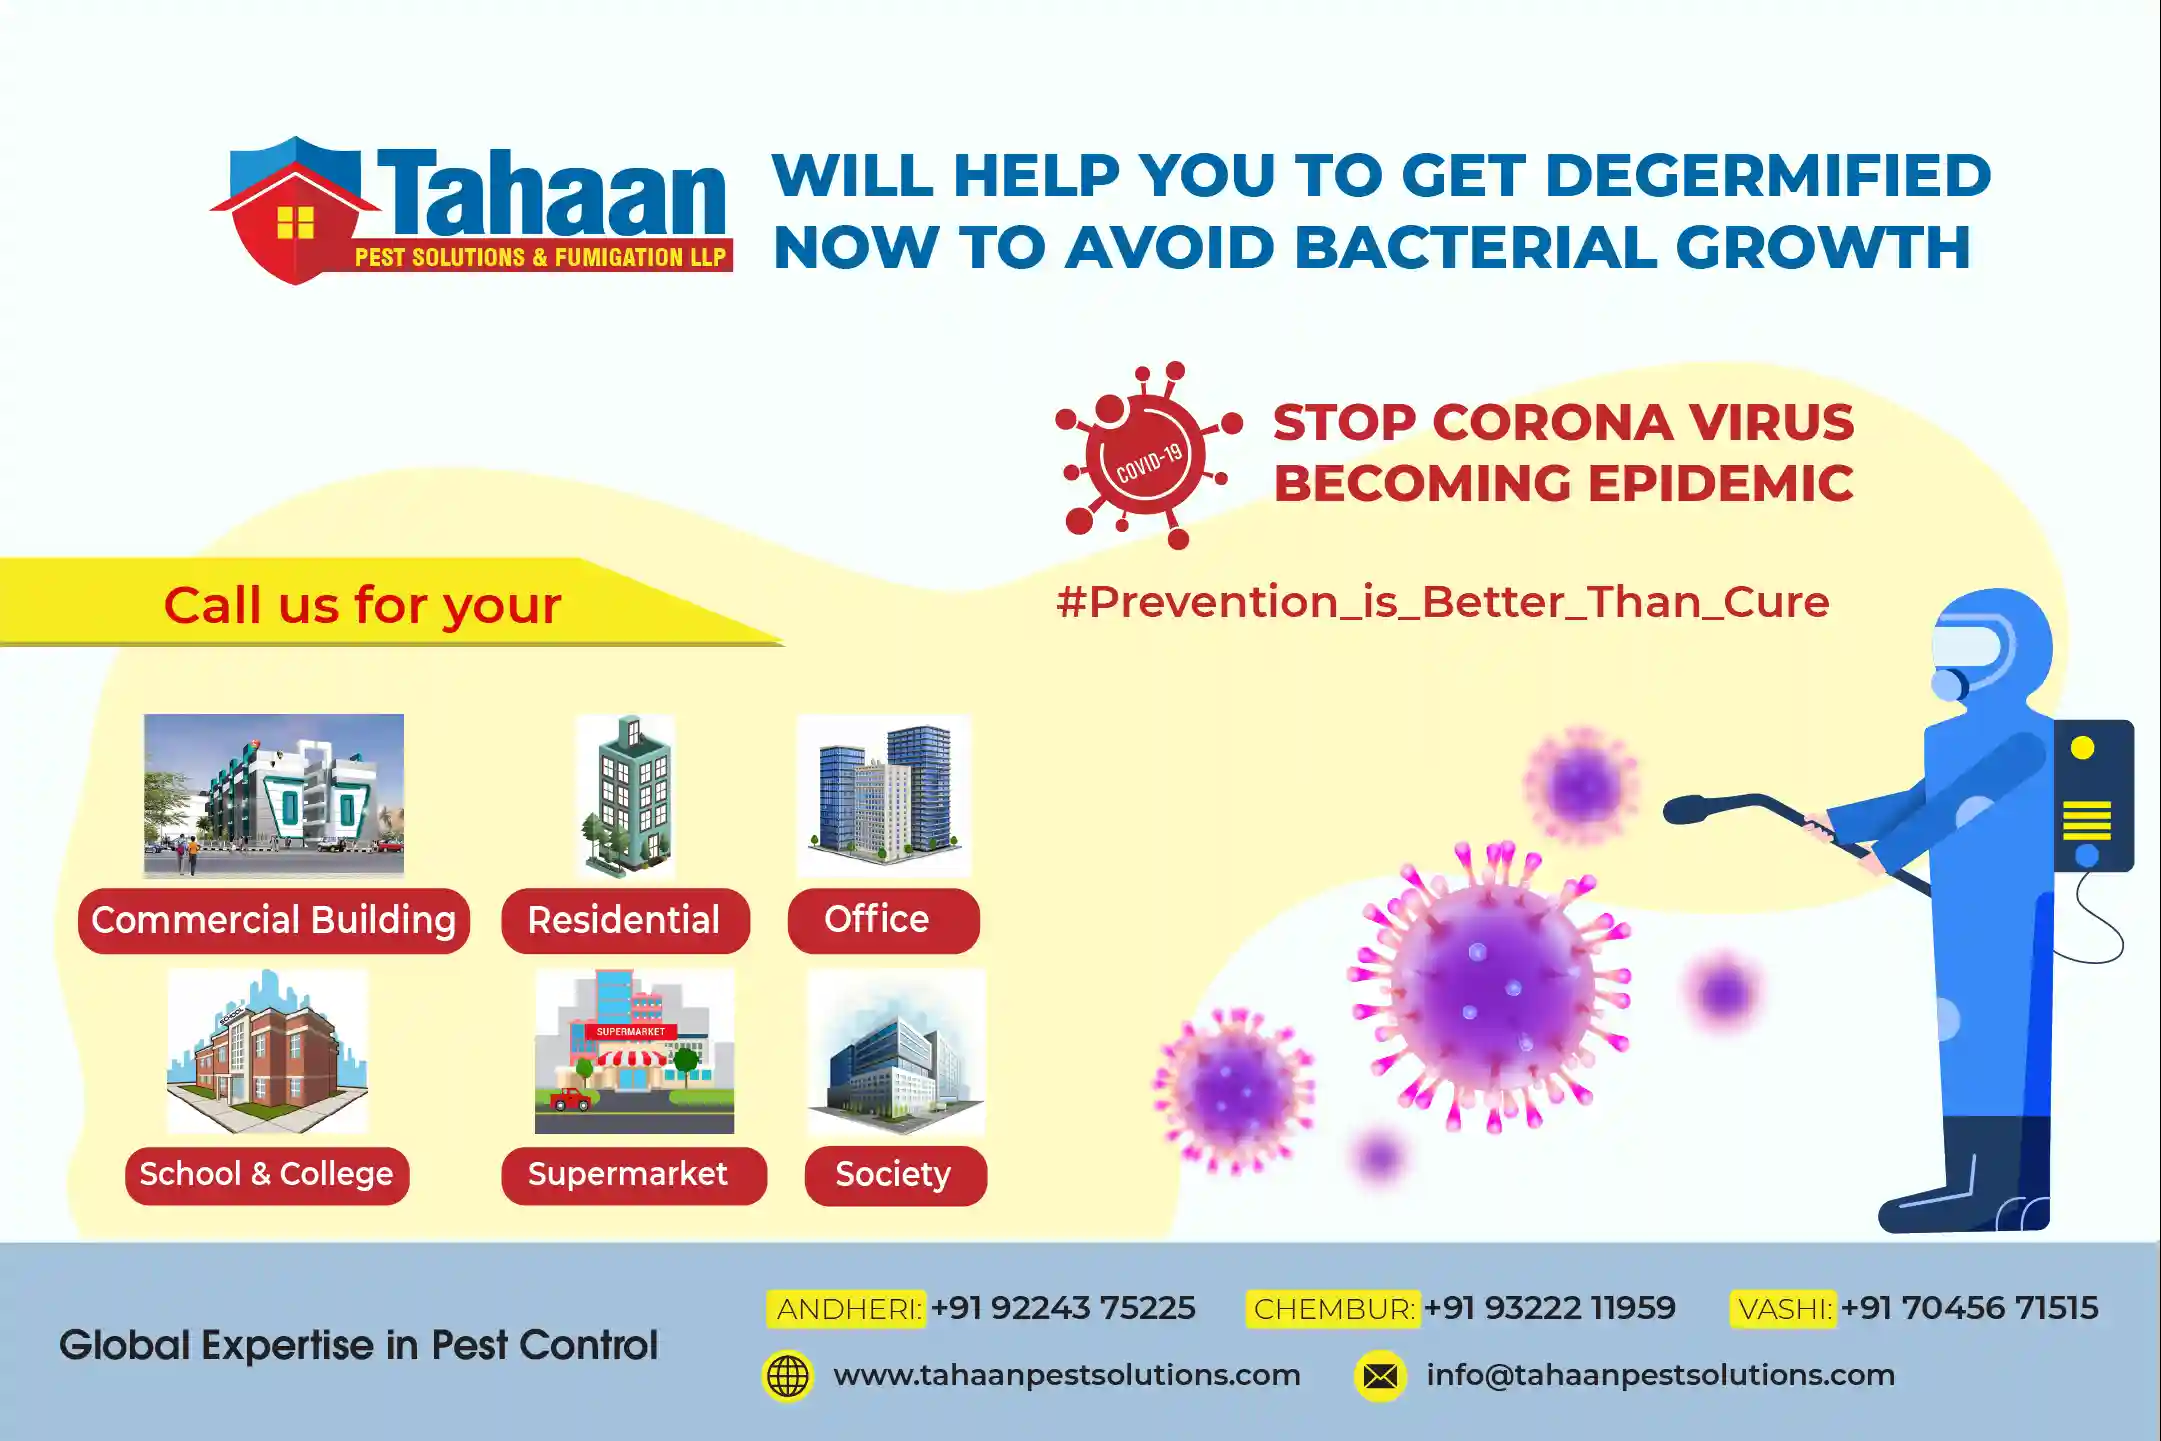 Tahaan
PEST SOLUTIONS & FUMIGATION LLP
WILL HELP YOU TO GET DEGERMIFIED
NOW TO AVOID BACTERIAL GROWTH
COVID-19
STOP CORONA VIRUS
BECOMING EPIDEMIC
#Prevention_is_Better_Than_Cure
Call us for your
Commercial Building
Residential
Office
SCHOOL
SUPERMARKET
School & College
Supermarket
Society
Global Expertise in Pest Control
ANDHERI: +91 92243 75225
CHEMBUR: +91 93222 11959
VASHI: +91 70456 71515
www.tahaanpestsolutions.com
info@tahaanpestsolutions.com